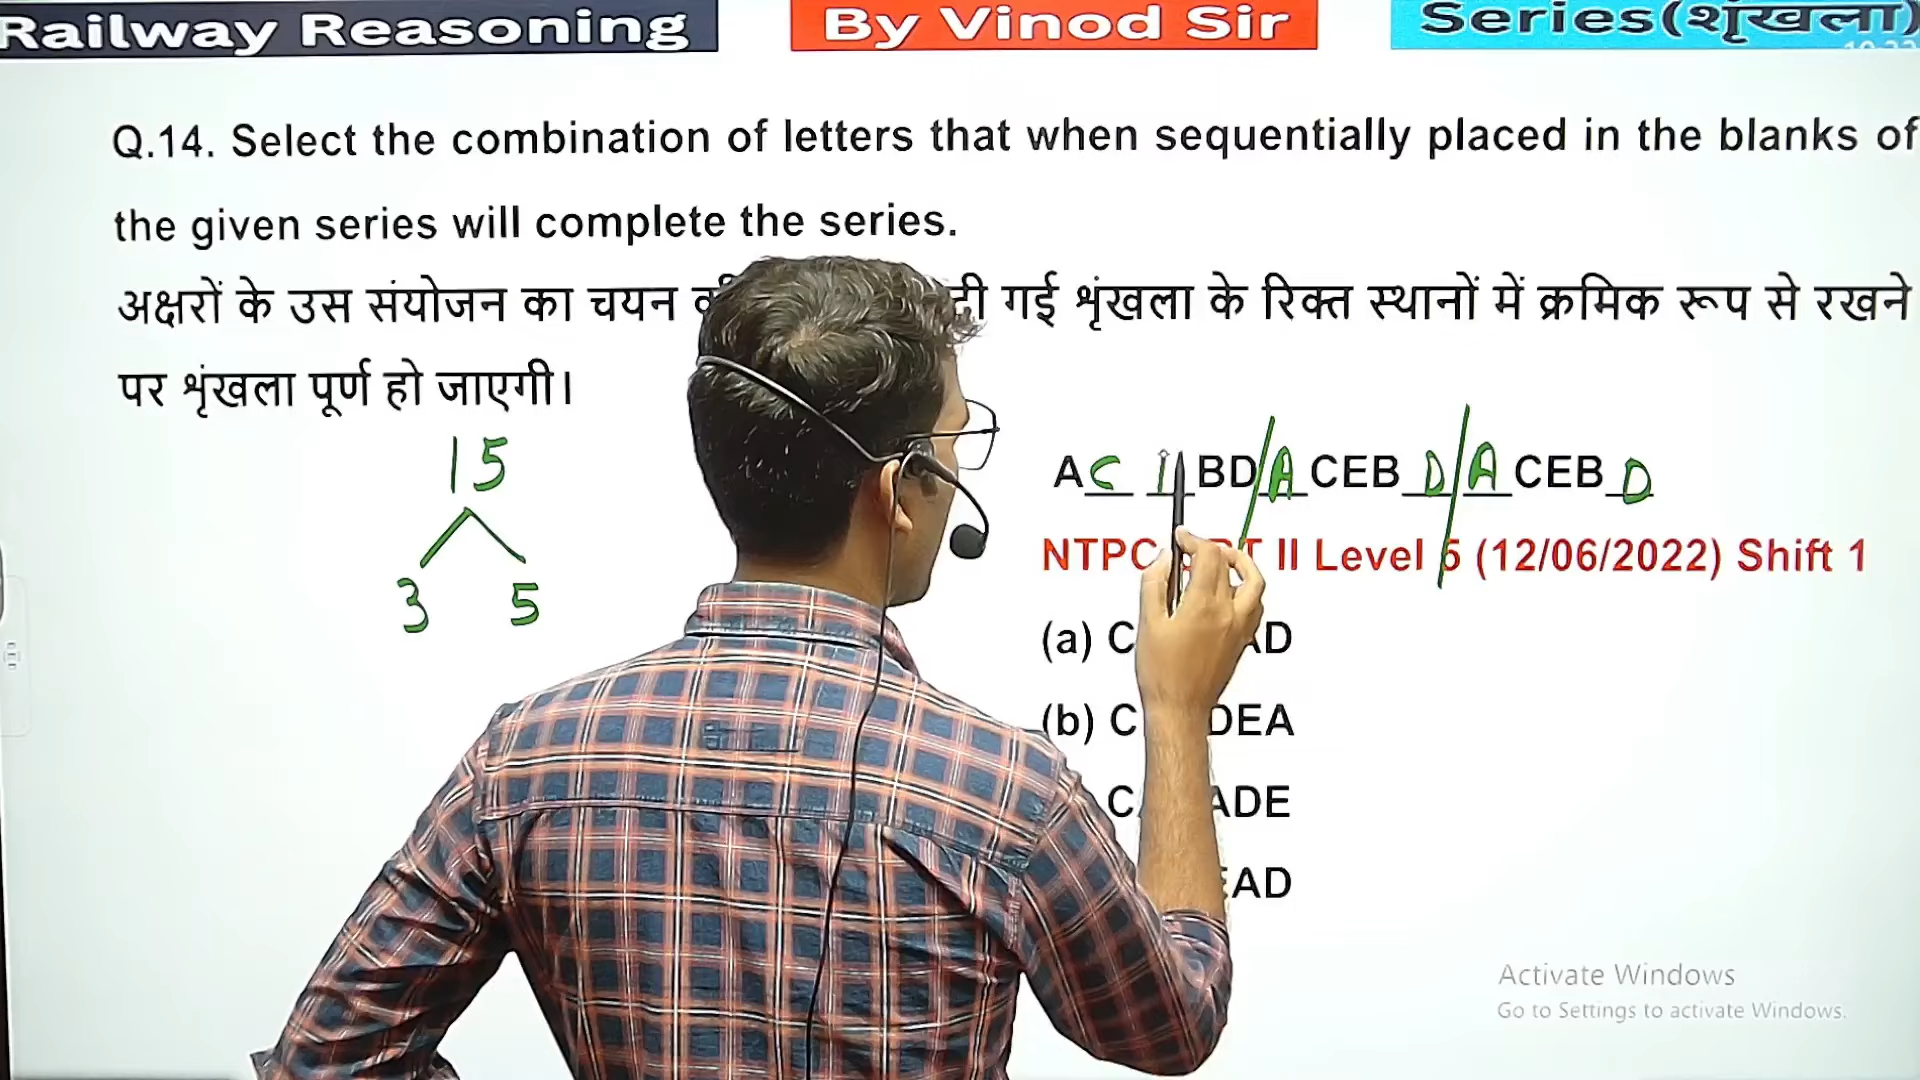 Railway Reasoning
By Vinod Sir
Series(शृंखला)
Q.14. Select the combination of letters that when sequentially placed in the blanks of
the given series will complete the series.
अक्षरों के उस संयोजन का चयन गई शृंखला के रिक्त स्थानों में क्रमिक रूप से रखने
पर शृंखला पूर्ण हो जाएगी।
15
3 5
A C __BD/A CEB D/A CEB D
NTPC II Level 5 (12/06/2022) Shift 1
(a) C AD
(b) C DEA
C ADE
EAD
Activate Windows
Go to Settings to activate Windows.